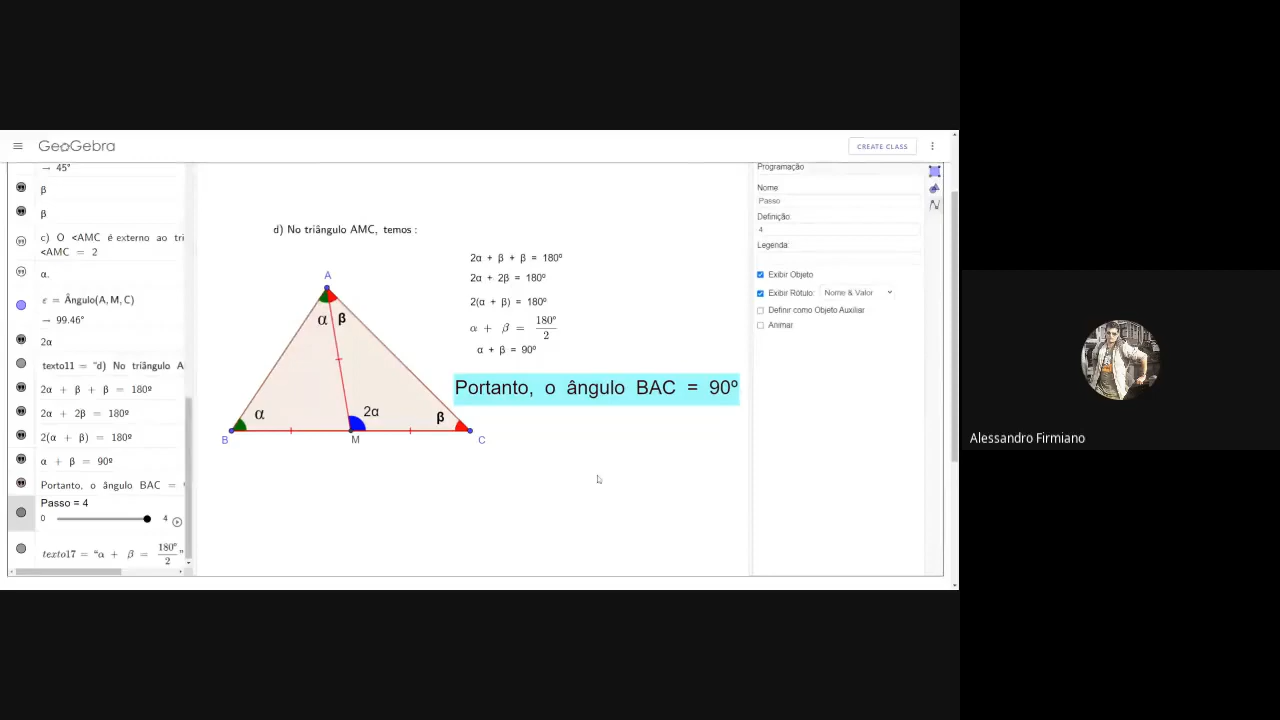 GeoGebra
CREATE CLASS
→ 45°
β
β
c) O <AMC é externo ao tri
<AMC = 2
α.
ε = Ângulo(A, M, C)
→ 99.46°
2α
texto11 = "d) No triângulo A
2α + β + β = 180º
2α + 2β = 180º
2(α + β) = 180º
α + β = 90º
Portanto, o ângulo BAC =
Passo = 4
0
4
texto17 = "α + β = 180°/2"
d) No triângulo AMC, temos :
2α + β + β = 180º
2α + 2β = 180º
2(α + β) = 180º
α + β = 180°/2
α + β = 90º
Portanto, o ângulo BAC = 90º
A
α β
α
2α
β
B
M
C
Programação
Nome
Passo
Definição:
4
Legenda:
Exibir Objeto
Exibir Rótulo: Nome & Valor
Definir como Objeto Auxiliar
Animar
Alessandro Firmiano